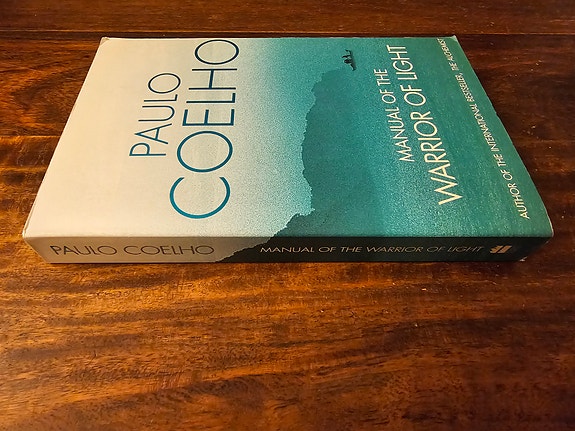 PAULO
COELHO
MANUAL OF THE
WARRIOR OF LIGHT
AUTHOR OF THE INTERNATIONAL BESTSELLER, THE ALCHEMIST
PAULO COELHO
MANUAL OF THE WARRIOR OF LIGHT